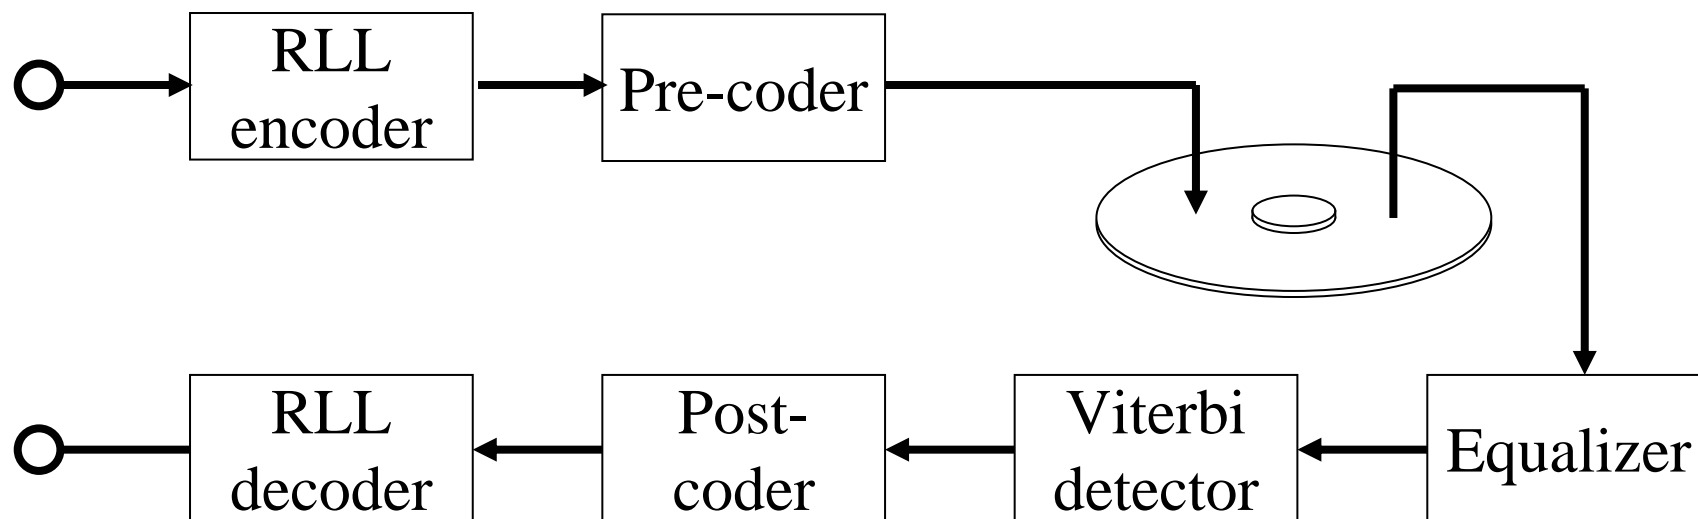 RLL
encoder
Pre-coder
RLL
decoder
Post-
coder
Viterbi
detector
Equalizer